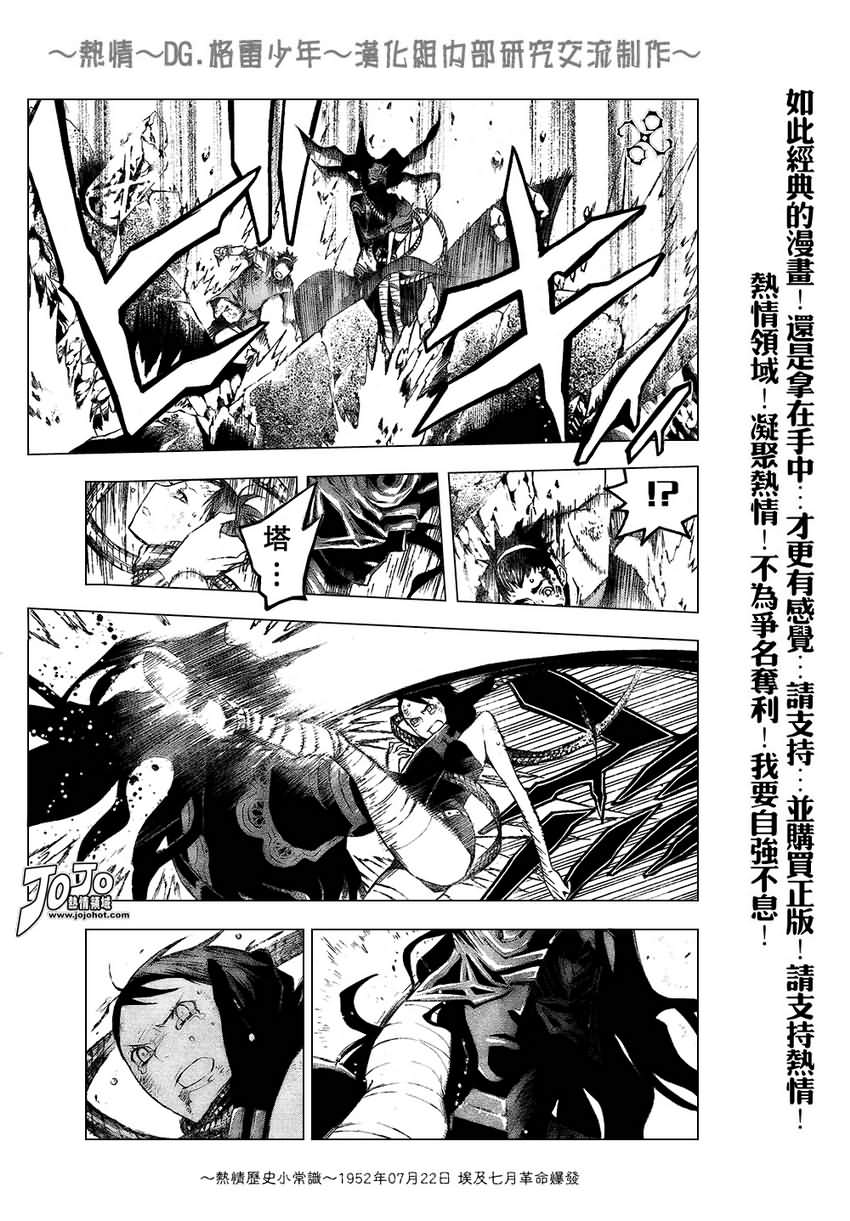 ～熱情～DG.格雷少年～漢化組内部研究交流制作～
如此經典的漫畫！還是拿在手中…才更有感覺…請支持…並購買正版！請支持熱情！
熱情領域！凝聚熱情！不為爭名奪利！我要自強不息！
!?
塔…
JOJO
熱情領域
www.jojohot.com
～熱情歷史小常識～1952年07月22日 埃及七月革命爆發